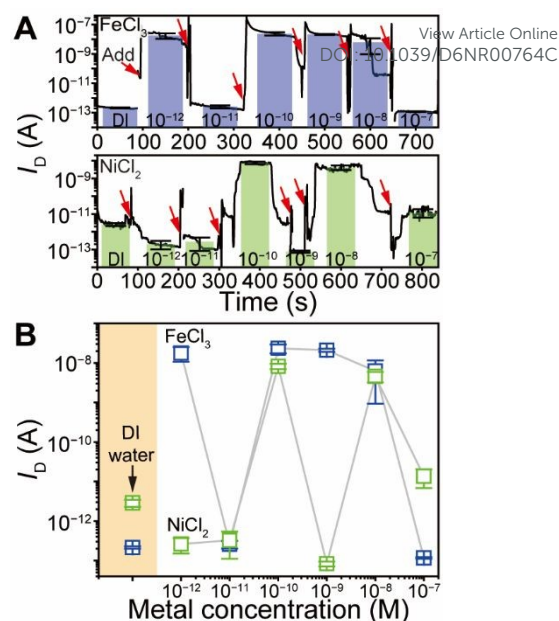 A
View Article Online
DOI: 10.1039/D6NR00764C
10⁻⁷
10⁻⁹
10⁻¹¹
10⁻¹³
FeCl₃
Add
DI 10⁻¹² 10⁻¹¹ 10⁻¹⁰ 10⁻⁹ 10⁻⁸ 10⁻⁷
0 100 200 300 400 500 600 700
I_D (A)
10⁻⁹
10⁻¹¹
10⁻¹³
NiCl₂
DI 10⁻¹² 10⁻¹¹ 10⁻¹⁰ 10⁻⁹ 10⁻⁸ 10⁻⁷
0 100 200 300 400 500 600 700 800
Time (s)
B
I_D (A)
10⁻⁸
10⁻¹⁰
10⁻¹²
FeCl₃
DI
water
NiCl₂
10⁻¹² 10⁻¹¹ 10⁻¹⁰ 10⁻⁹ 10⁻⁸ 10⁻⁷
Metal concentration (M)